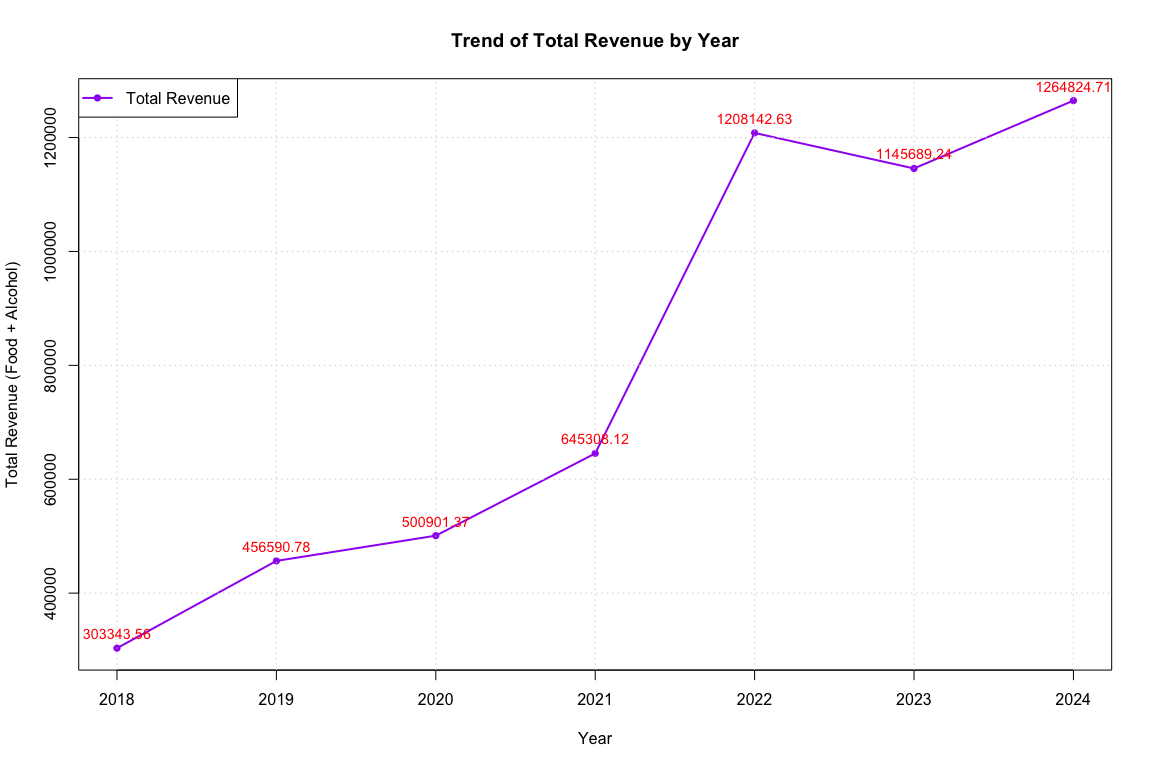 Trend of Total Revenue by Year
Total Revenue
Total Revenue (Food + Alcohol)
1200000
1000000
800000
600000
400000
303343.56
456590.78
500901.37
645308.12
1208142.63
1145689.24
1264824.71
2018 2019 2020 2021 2022 2023 2024
Year